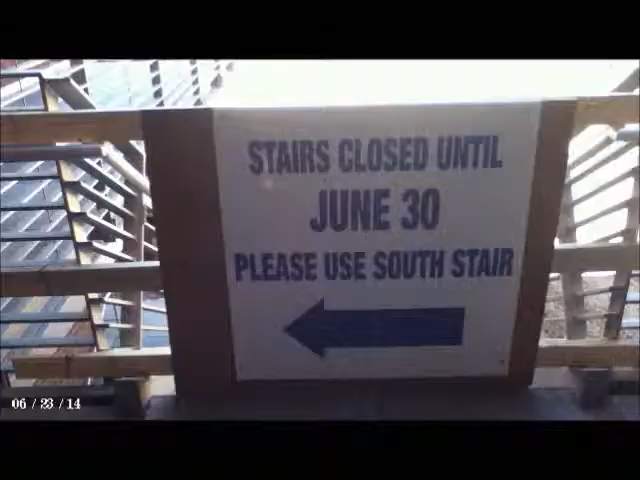 STAIRS CLOSED UNTIL
JUNE 30
PLEASE USE SOUTH STAIR
06 / 23 / 14